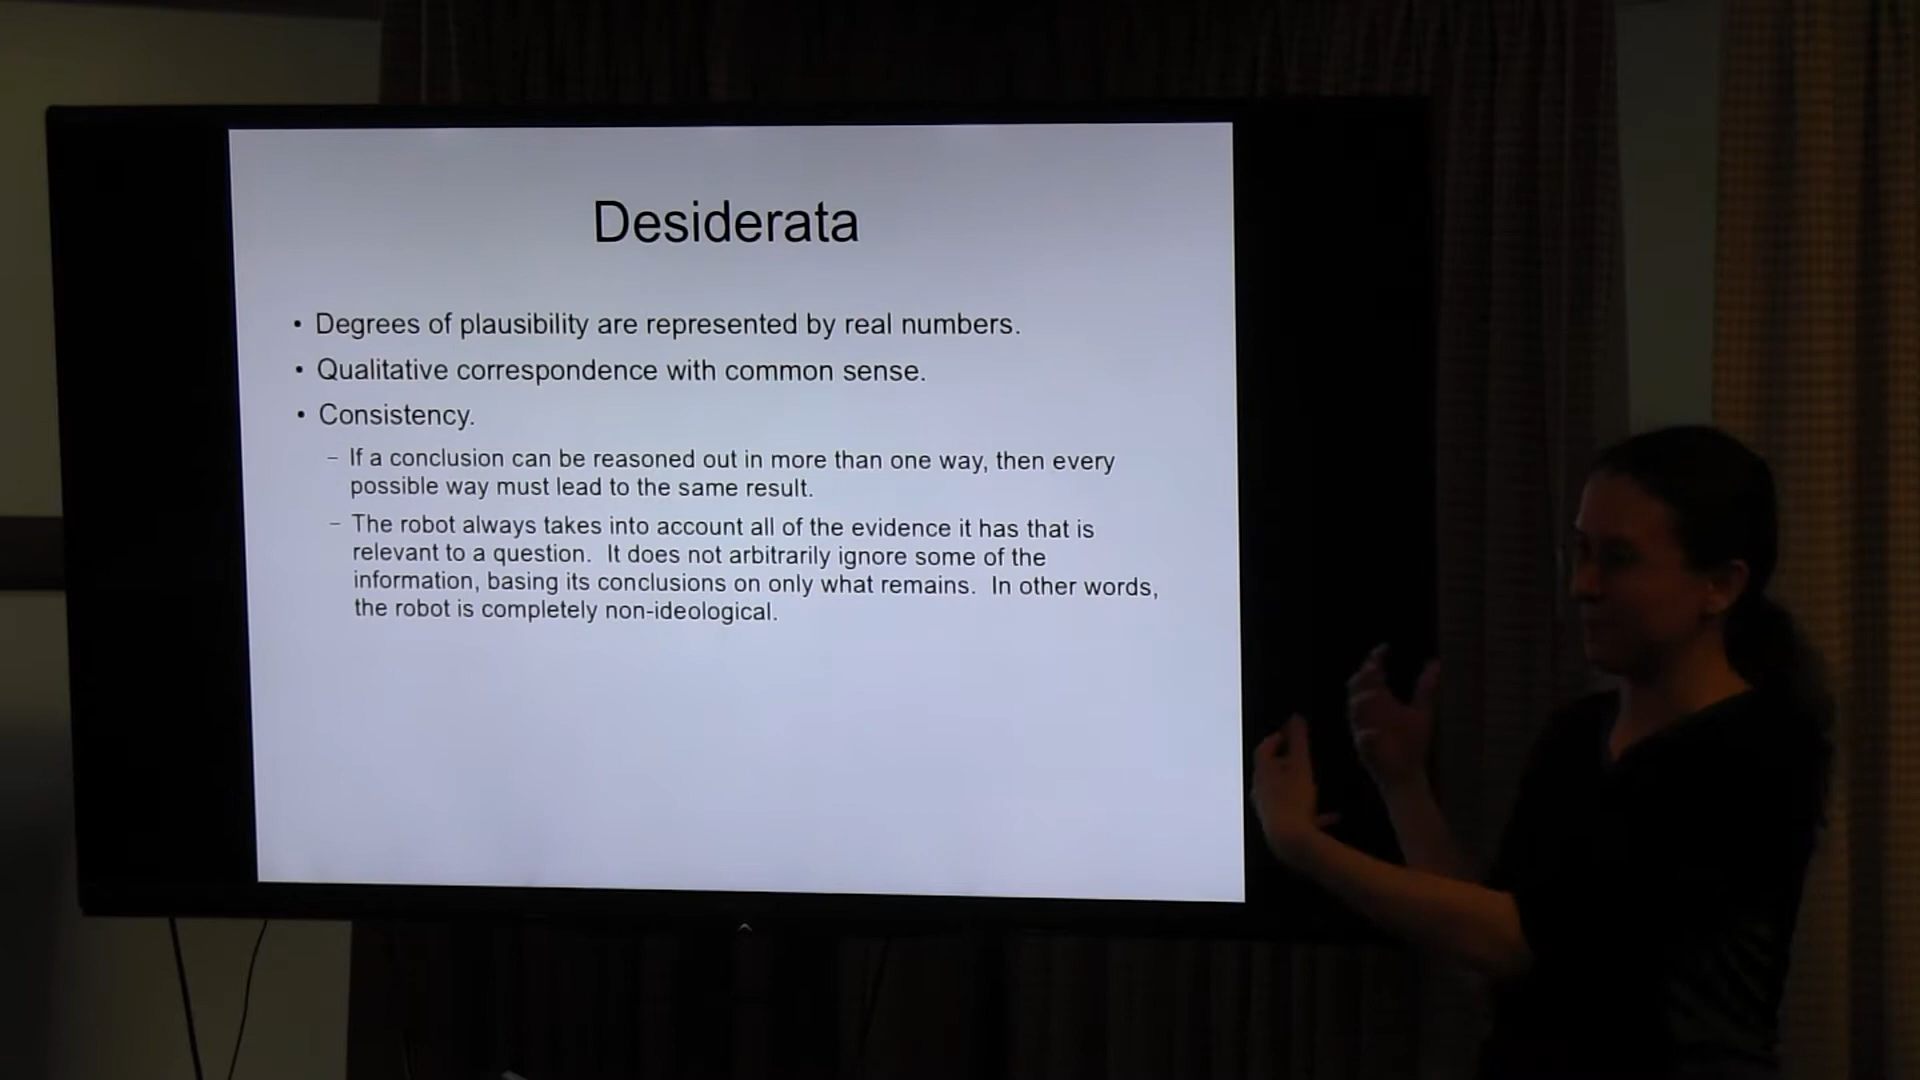 Desiderata
• Degrees of plausibility are represented by real numbers.
• Qualitative correspondence with common sense.
• Consistency.
– If a conclusion can be reasoned out in more than one way, then every
possible way must lead to the same result.
– The robot always takes into account all of the evidence it has that is
relevant to a question. It does not arbitrarily ignore some of the
information, basing its conclusions on only what remains. In other words,
the robot is completely non-ideological.